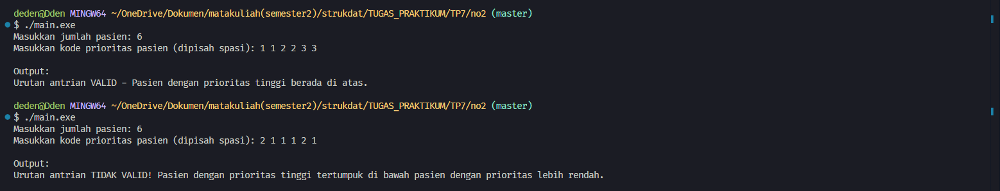 deden@Dden MINGW64 ~/OneDrive/Dokumen/matakuliah(semester2)/strukdat/TUGAS_PRAKTIKUM/TP7/no2 (master)
$ ./main.exe
Masukkan jumlah pasien: 6
Masukkan kode prioritas pasien (dipisah spasi): 1 1 2 2 3 3
Output:
Urutan antrian VALID - Pasien dengan prioritas tinggi berada di atas.
deden@Dden MINGW64 ~/OneDrive/Dokumen/matakuliah(semester2)/strukdat/TUGAS_PRAKTIKUM/TP7/no2 (master)
$ ./main.exe
Masukkan jumlah pasien: 6
Masukkan kode prioritas pasien (dipisah spasi): 2 1 1 1 2 1
Output:
Urutan antrian TIDAK VALID! Pasien dengan prioritas tinggi tertumpuk di bawah pasien dengan prioritas lebih rendah.